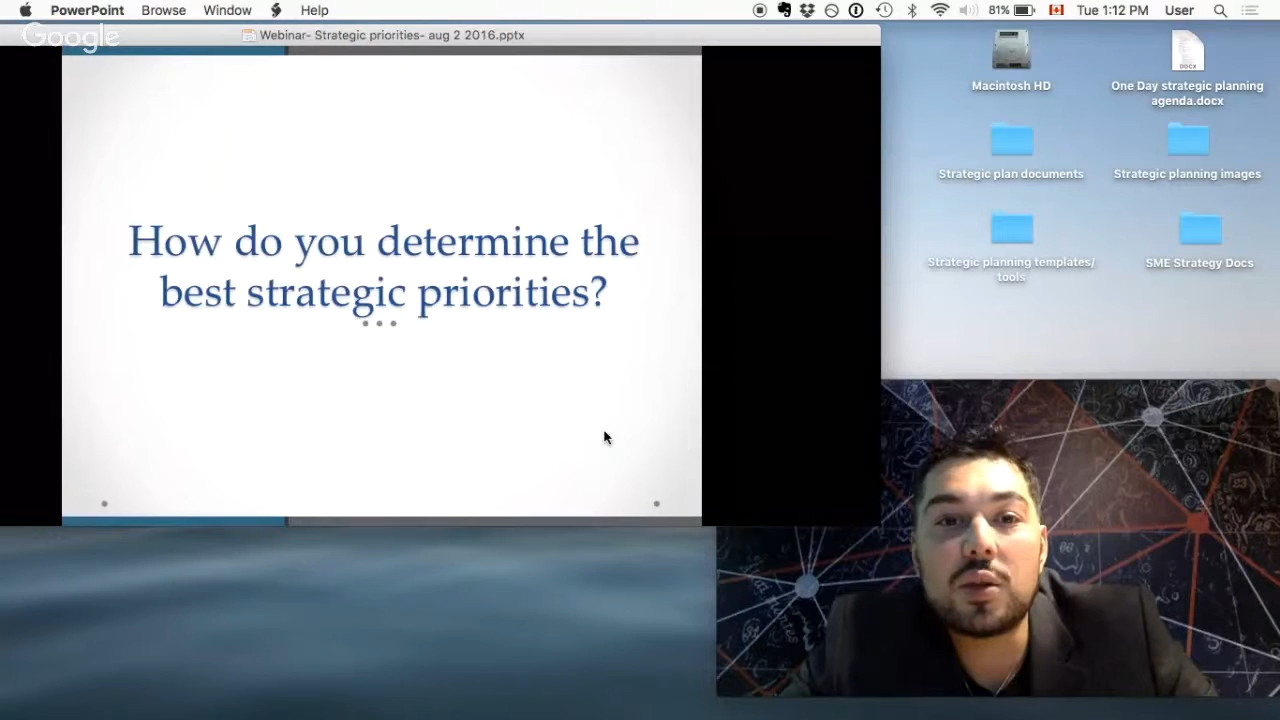 PowerPoint Browse Window Help
81% Tue 1:12 PM User
Google
Webinar- Strategic priorities- aug 2 2016.pptx
How do you determine the
best strategic priorities?
Macintosh HD
DOCX
One Day strategic planning
agenda.docx
Strategic plan documents
Strategic planning images
Strategic planning templates/
tools
SME Strategy Docs
23